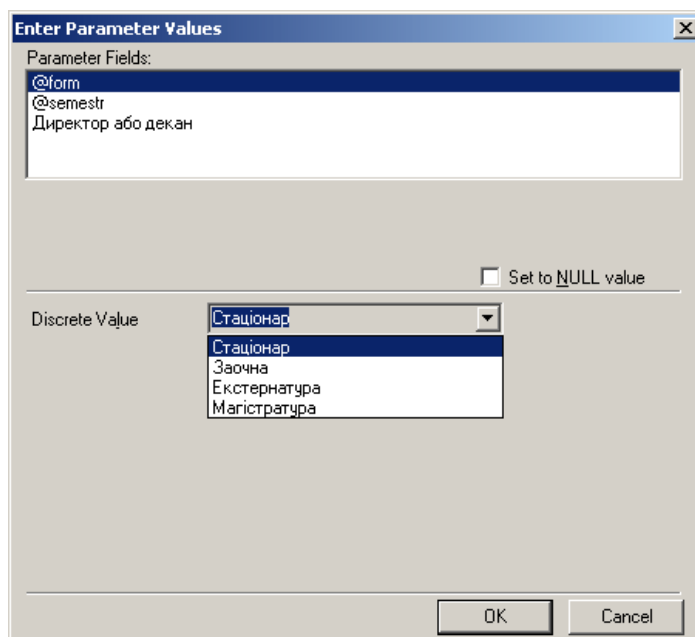 Enter Parameter Values
Parameter Fields:
@form
@semestr
Директор або декан
Set to NULL value
Discrete Value
Стаціонар
Стаціонар
Заочна
Екстернатура
Магістратура
OK
Cancel